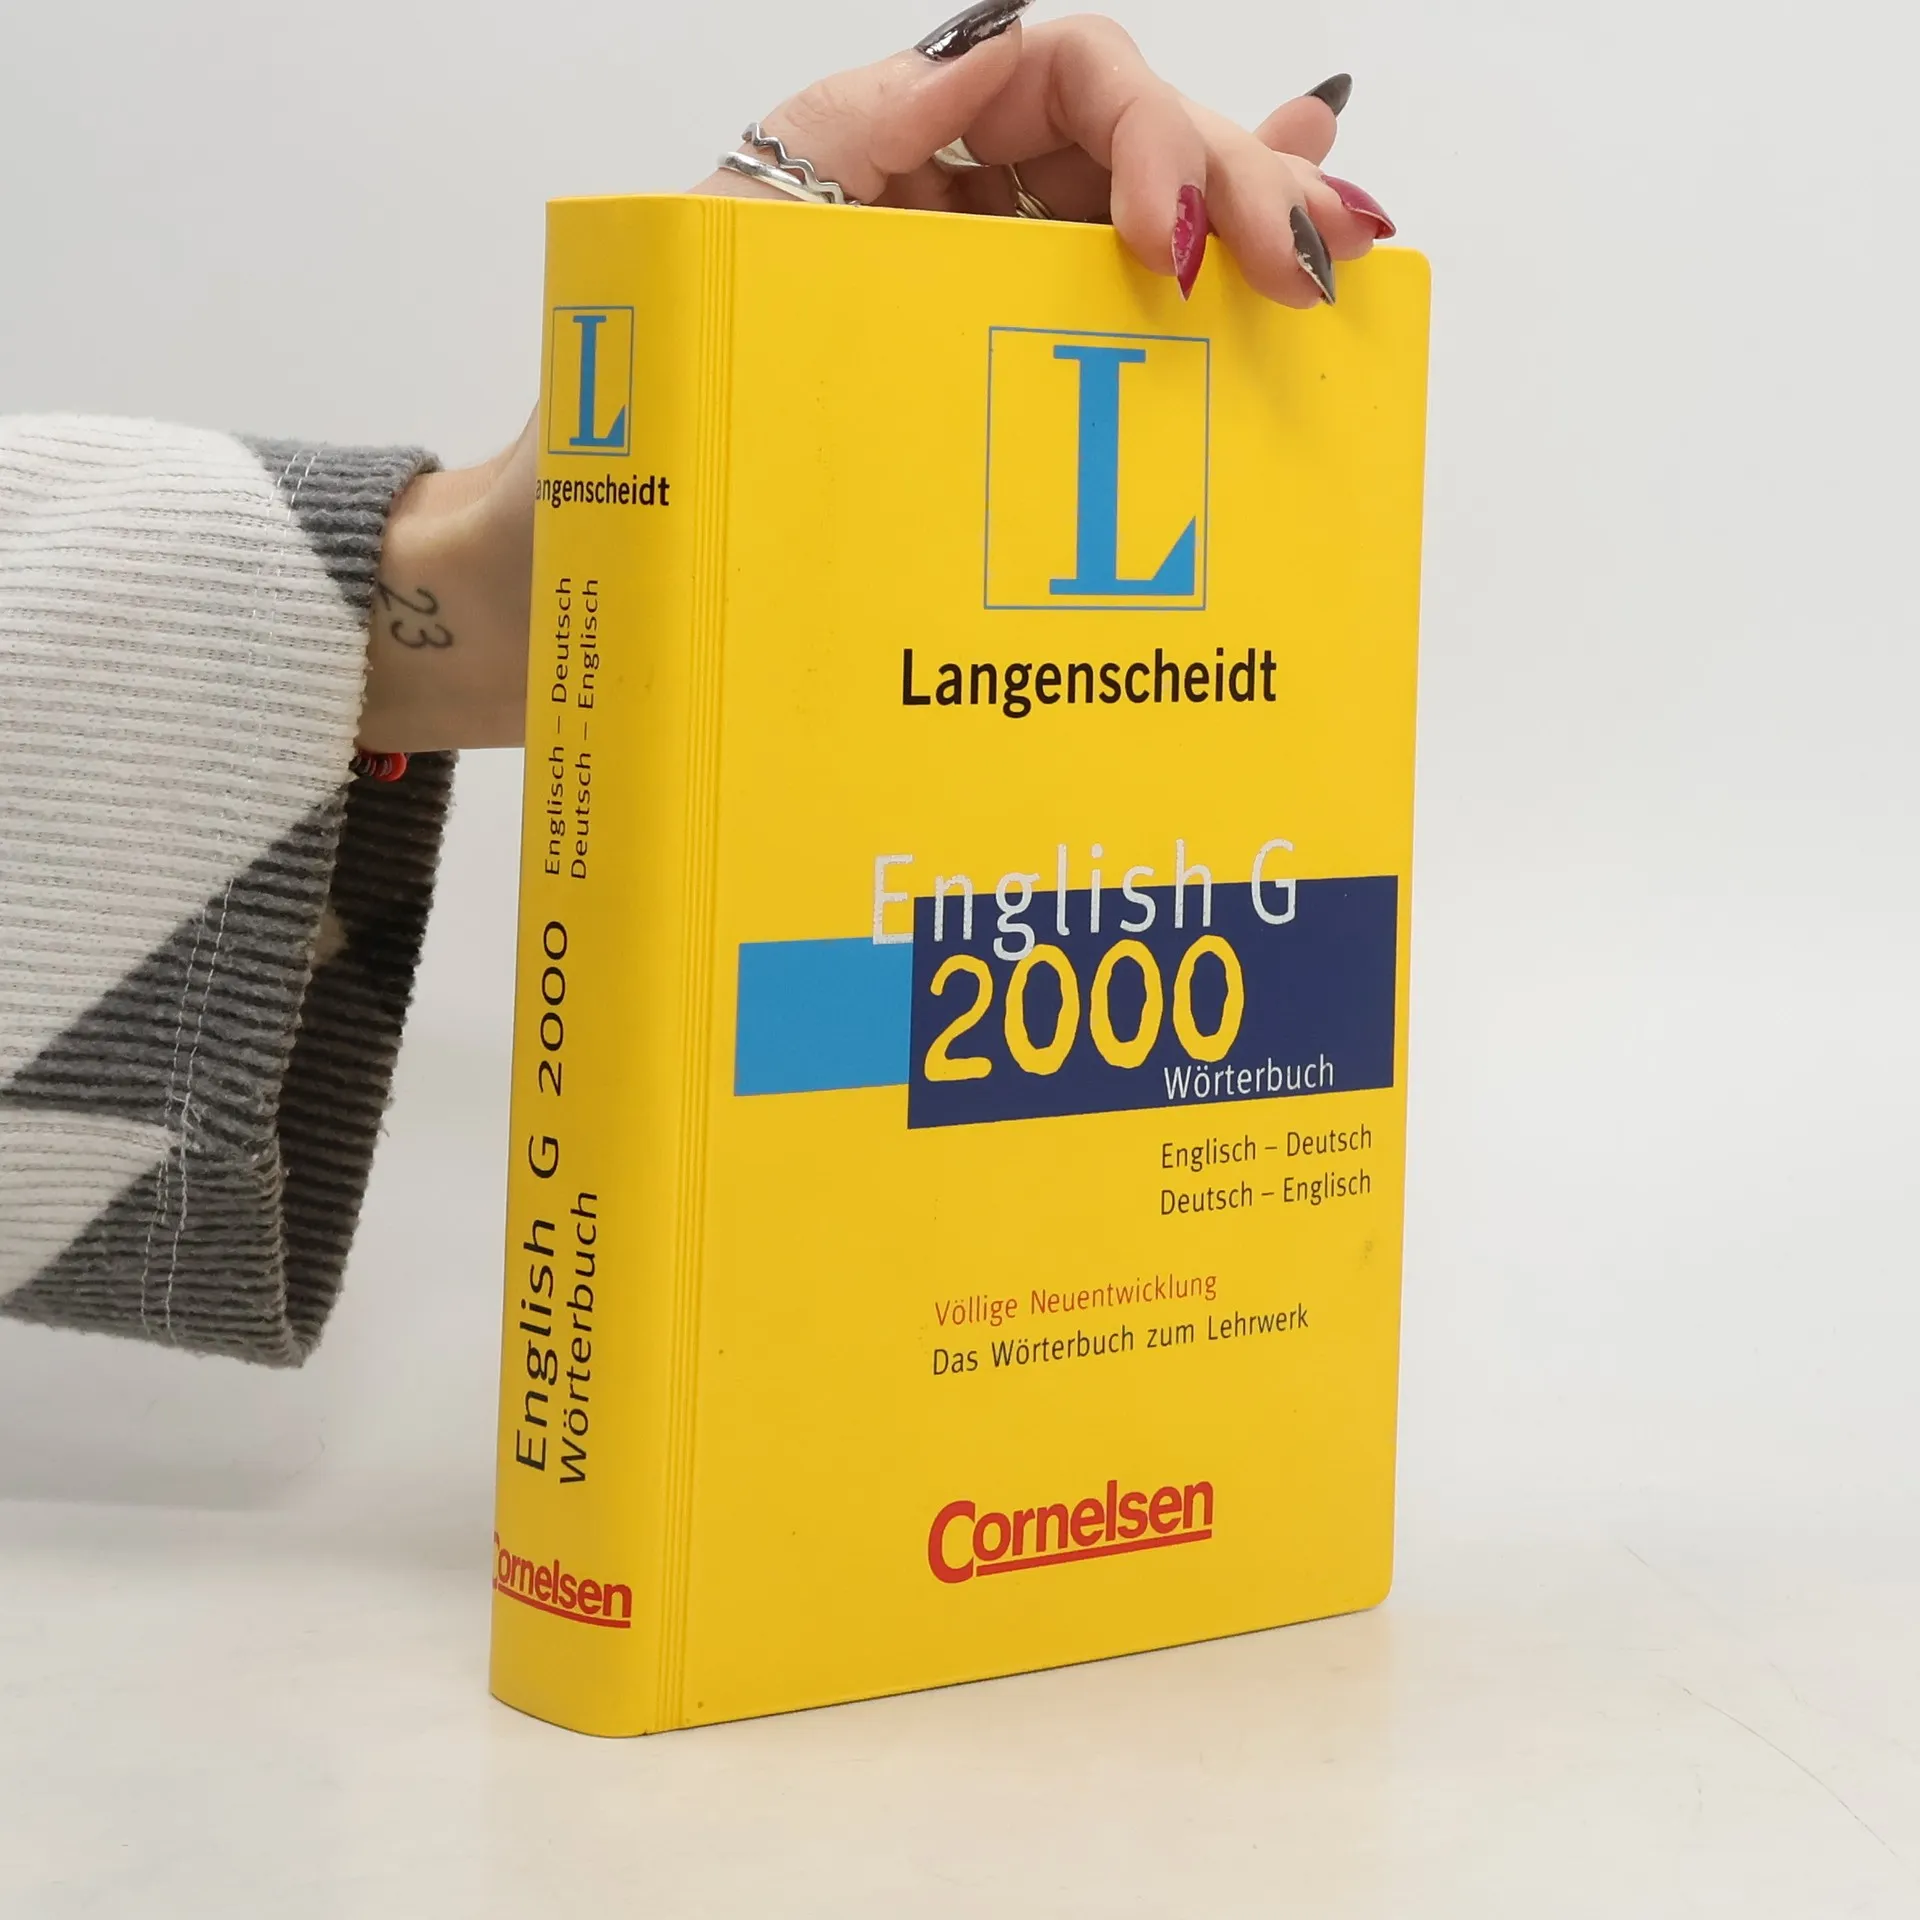 L
angenscheidt
Englisch – Deutsch
Deutsch – Englisch
English G 2000
Wörterbuch
Cornelsen
23
L
Langenscheidt
English G
2000
Wörterbuch
Englisch – Deutsch
Deutsch – Englisch
Völlige Neuentwicklung
Das Wörterbuch zum Lehrwerk
Cornelsen